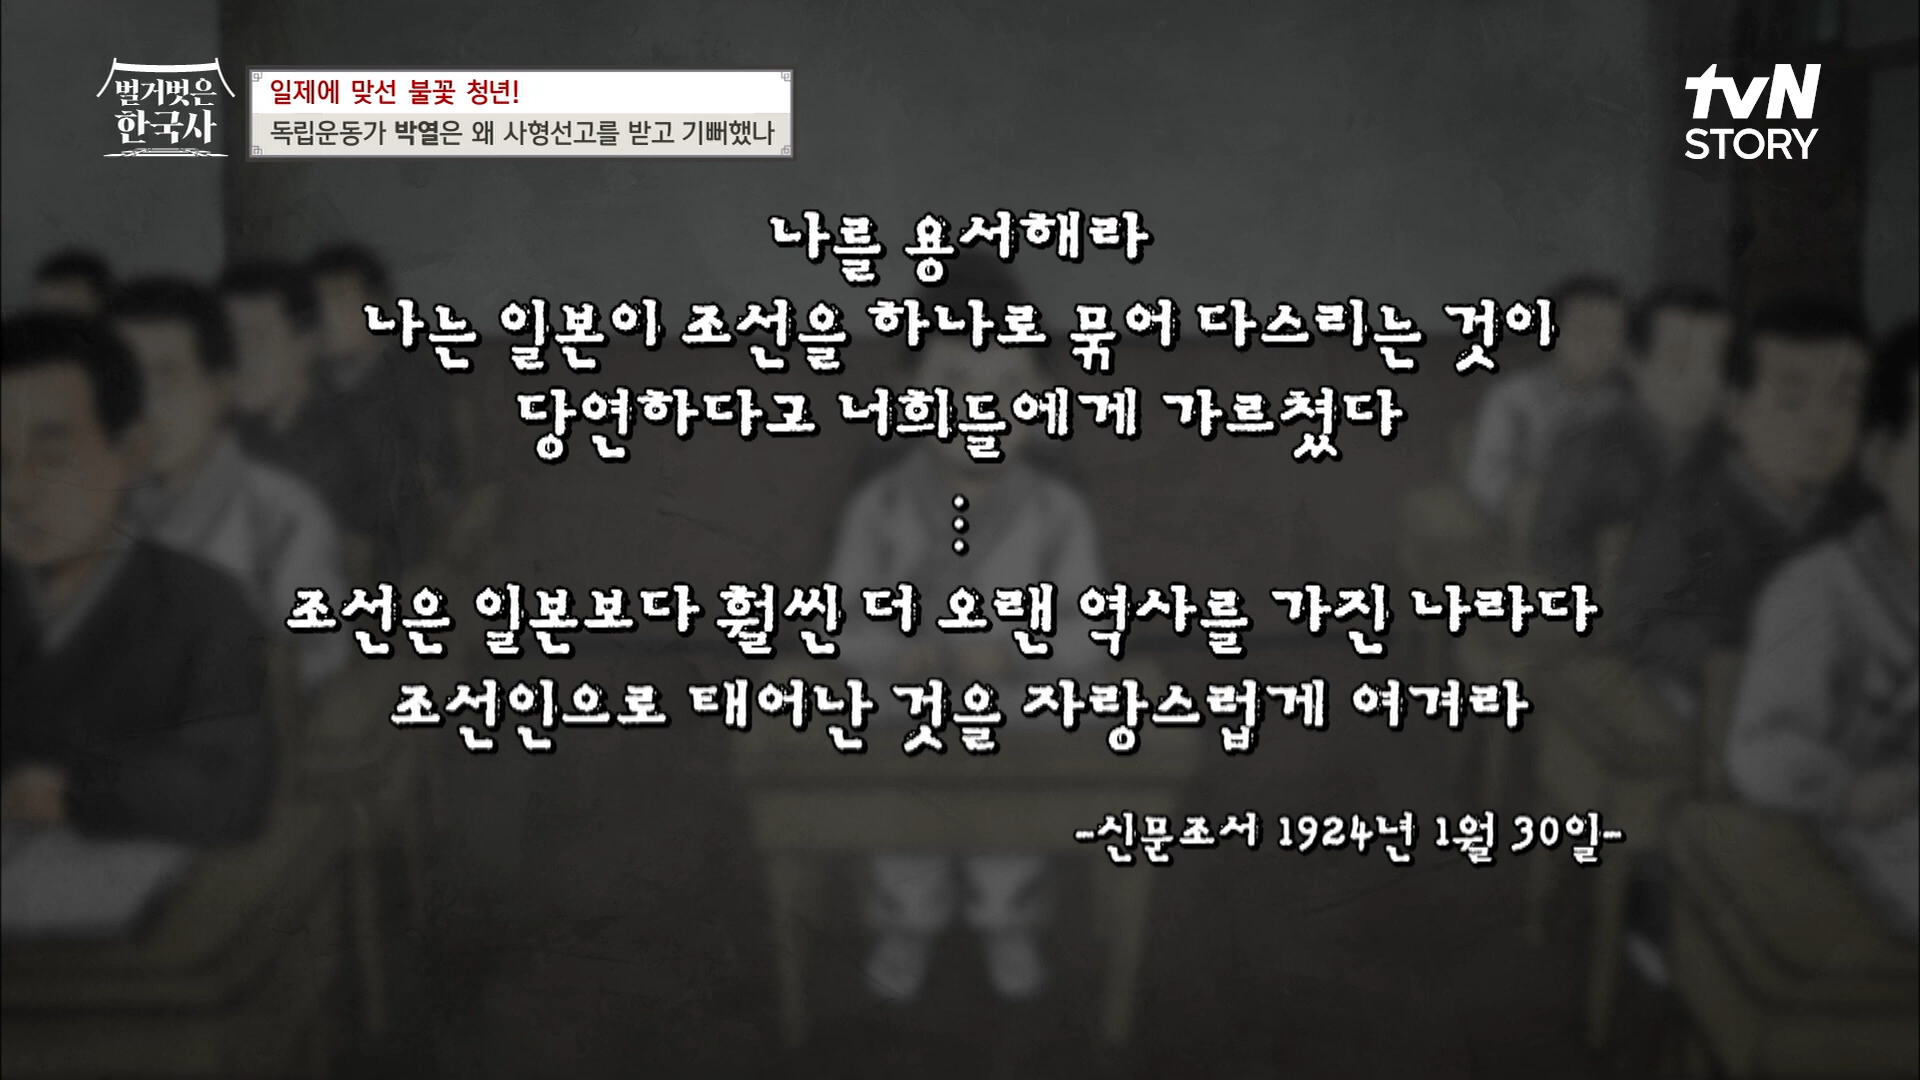 벌거벗은
한국사
일제에 맞선 불꽃 청년!
독립운동가 박열은 왜 사형선고를 받고 기뻐했나
tvN
STORY
나를 용서해라
나는 일본이 조선을 하나로 묶어 다스리는 것이
당연하다고 너희들에게 가르쳤다
⋮
조선은 일본보다 훨씬 더 오랜 역사를 가진 나라다
조선인으로 태어난 것을 자랑스럽게 여겨라
-신문조서 1924년 1월 30일-